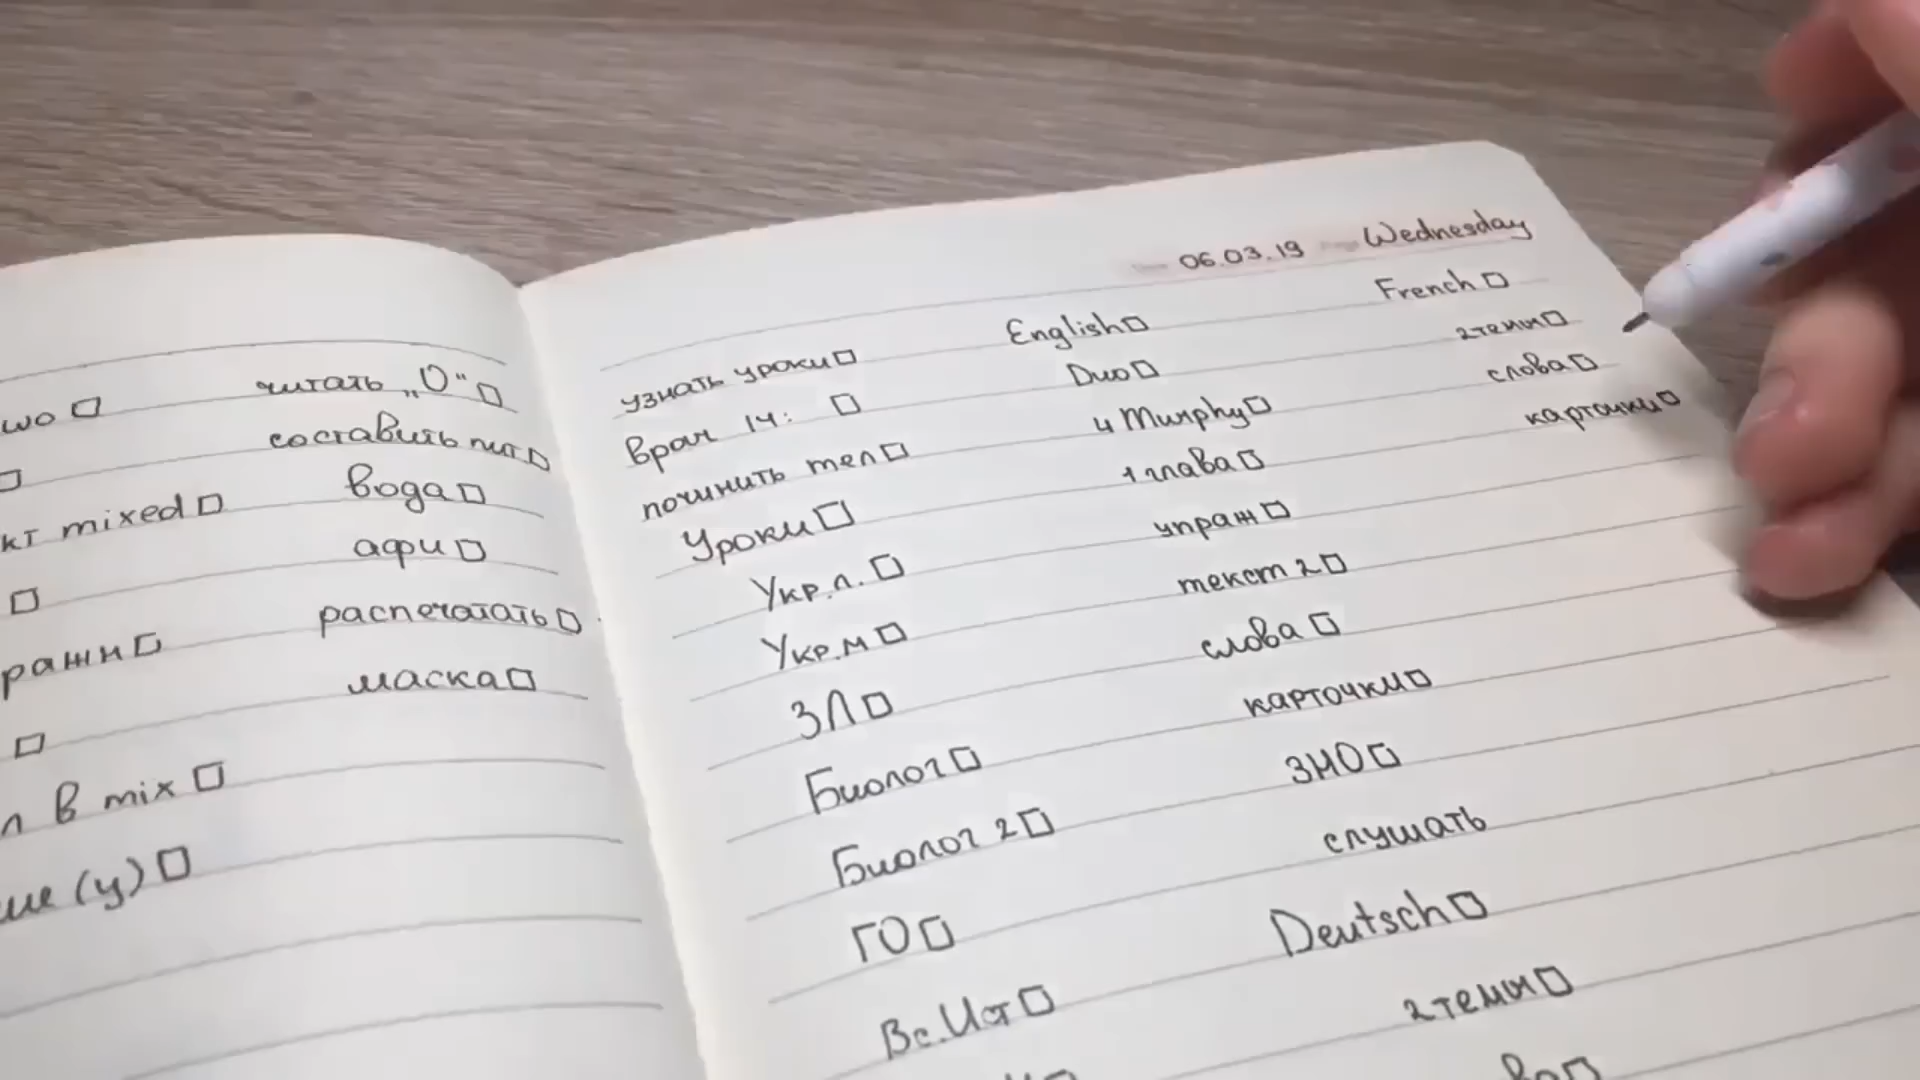 читать „О“
составить пит
вода
mixed
афи
распечатать
маска
в mix
(у)
06.03.19 Wednesday
узнать уроки
Врач 14:
починить тел
Уроки
Укр.л.
Укр.м
ЗЛ
Биолог
Биолог 2
ГО
Вс.Ист
English
Duo
4 Murphy
1 глава
упраж
текст 2
слова
карточки
ЗНО
слушать
Deutsch
2 темы
French
2 темы
слова
карточки